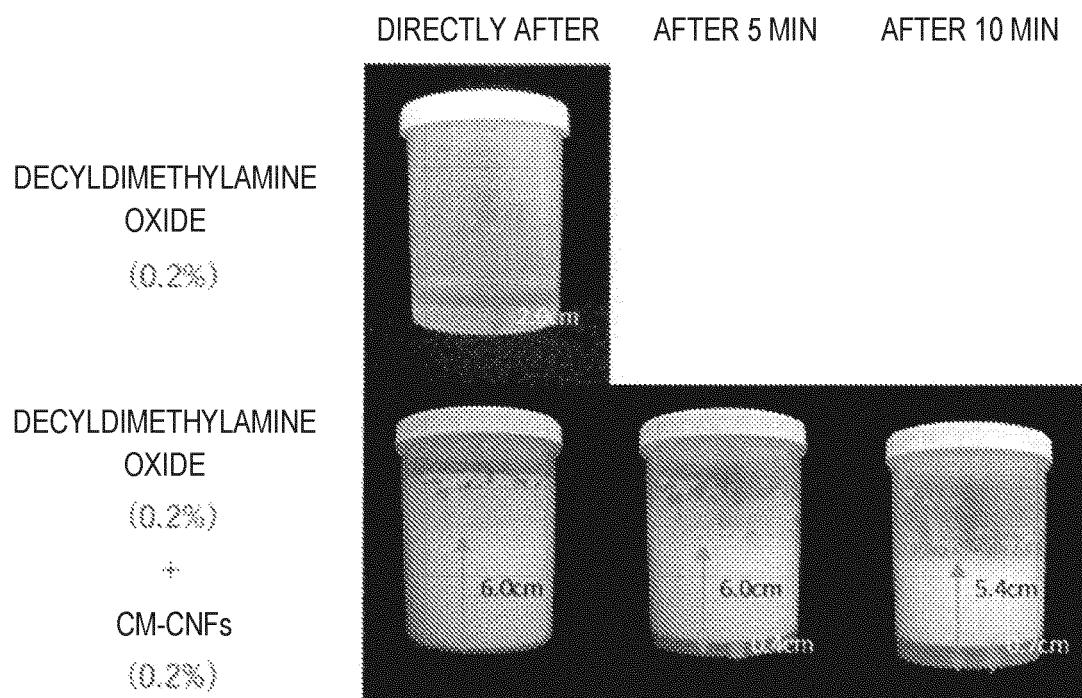 DIRECTLY AFTER AFTER 5 MIN AFTER 10 MIN
DECYLDIMETHYLAMINE
OXIDE
(0.2%)
DECYLDIMETHYLAMINE
OXIDE
(0.2%)
+
CM-CNFs
(0.2%)
6.0cm 6.0cm 5.4cm